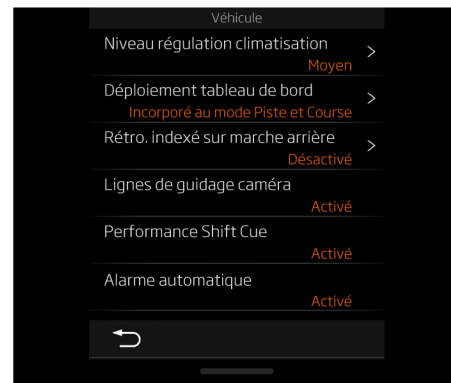 Véhicule
Niveau régulation climatisation
Moyen
Déploiement tableau de bord
Incorporé au mode Piste et Course
Rétro. indexé sur marche arrière
Désactivé
Lignes de guidage caméra
Activé
Performance Shift Cue
Activé
Alarme automatique
Activé